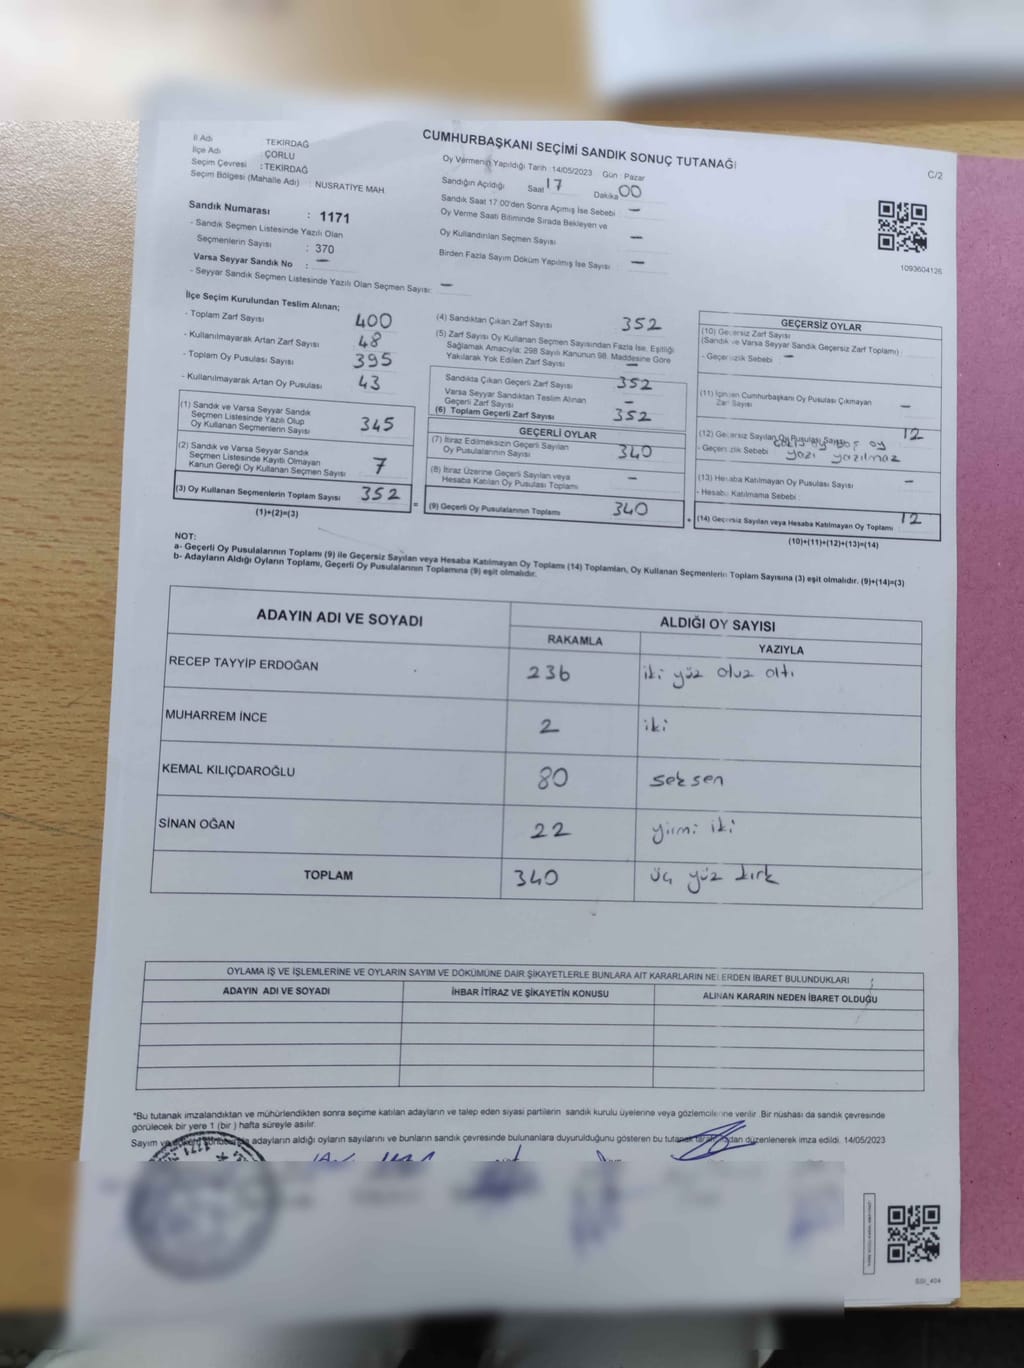 CUMHURBAŞKANI SEÇİMİ SANDIK SONUÇ TUTANAĞI
C/2
İl Adı TEKİRDAĞ
İlçe Adı : ÇORLU
Seçim Çevresi : TEKİRDAĞ
Seçim Bölgesi (Mahalle Adı) : NUSRATİYE MAH.
Oy Vermenin Yapıldığı Tarih : 14/05/2023 Gün : Pazar
Sandığın Açıldığı Saat 17 Dakika 00
Sandık Saat 17:00'den Sonra Açımış İse Sebebi : —
Oy Verme Saati Bitiminde Sırada Bekleyen ve
Oy Kullandırılan Seçmen Sayısı —
Birden Fazla Sayım Döküm Yapılmış İse Sayısı : —
1093604126
Sandık Numarası : 1171
- Sandık Seçmen Listesinde Yazılı Olan
Seçmenlerin Sayısı : 370
Varsa Seyyar Sandık No : —
- Seyyar Sandık Seçmen Listesinde Yazılı Olan Seçmen Sayısı: —
İlçe Seçim Kurulundan Teslim Alınan;
- Toplam Zarf Sayısı 400
- Kullanılmayarak Artan Zarf Sayısı 48
- Toplam Oy Pusulası Sayısı 395
- Kullanılmayarak Artan Oy Pusulası 43
(1) Sandık ve Varsa Seyyar Sandık
Seçmen Listesinde Yazılı Olup
Oy Kullanan Seçmenlerin Sayısı 345
(2) Sandık ve Varsa Seyyar Sandık
Seçmen Listesinde Kayıtlı Olmayan
Kanun Gereği Oy Kullanan Seçmen Sayısı 7
(3) Oy Kullanan Seçmenlerin Toplam Sayısı 352
(1)+(2)=(3)
(4) Sandıktan Çıkan Zarf Sayısı 352
(5) Zarf Sayısı Oy Kullanan Seçmen Sayısından Fazla İse, Eşitliği
Sağlamak Amacıyla; 298 Sayılı Kanunun 98. Maddesine Göre
Yakılarak Yok Edilen Zarf Sayısı —
Sandıkta Çıkan Geçerli Zarf Sayısı 352
Varsa Seyyar Sandıktan Teslim Alınan
Geçerli Zarf Sayısı —
(6) Toplam Geçerli Zarf Sayısı 352
GEÇERLİ OYLAR
(7) İtiraz Edilmeksizin Geçerli Sayılan
Oy Pusulalarının Sayısı 340
(8) İtiraz Üzerine Geçerli Sayılan veya
Hesaba Katılan Oy Pusulası Toplamı —
(9) Geçerli Oy Pusulalarının Toplamı 340
GEÇERSİZ OYLAR
(10) Geçersiz Zarf Sayısı
(Sandık ve Varsa Seyyar Sandık Geçersiz Zarf Toplamı)
- Geçersizlik Sebebi : —
(11) İçinden Cumhurbaşkanı Oy Pusulası Çıkmayan
Zarf Sayısı —
(12) Geçersiz Sayılan Oy Pusulası Sayısı 12
- Geçersizlik Sebebi boş oy
yazı yazılmaz
(13) Hesaba Katılmayan Oy Pusulası Sayısı —
- Hesaba Katılmama Sebebi :
(14) Geçersiz Sayılan veya Hesaba Katılmayan Oy Toplamı 12
(10)+(11)+(12)+(13)=(14)
NOT:
a- Geçerli Oy Pusulalarının Toplamı (9) ile Geçersiz Sayılan veya Hesaba Katılmayan Oy Toplamı (14) Toplamları, Oy Kullanan Seçmenlerin Toplam Sayısına (3) eşit olmalıdır. (9)+(14)=(3)
b- Adayların Aldığı Oyların Toplamı, Geçerli Oy Pusulalarının Toplamına (9) eşit olmalıdır.
ADAYIN ADI VE SOYADI ALDIĞI OY SAYISI
RAKAMLA YAZIYLA
RECEP TAYYİP ERDOĞAN 236 iki yüz otuz altı
MUHARREM İNCE 2 iki
KEMAL KILIÇDAROĞLU 80 seksen
SİNAN OĞAN 22 yirmi iki
TOPLAM 340 üç yüz kırk
OYLAMA İŞ VE İŞLEMLERİNE VE OYLARIN SAYIM VE DÖKÜMÜNE DAİR ŞİKAYETLERLE BUNLARA AİT KARARLARIN NELERDEN İBARET BULUNDUKLARI
ADAYIN ADI VE SOYADI İHBAR İTİRAZ VE ŞİKAYETİN KONUSU ALINAN KARARIN NEDEN İBARET OLDUĞU
*Bu tutanak imzalandıktan ve mühürlendikten sonra seçime katılan adayların ve talep eden siyasi partilerin sandık kurulu üyelerine veya gözlemcilerine verilir. Bir nüshası da sandık çevresinde
görülecek bir yere 1 (bir ) hafta süreyle asılır.
Sayım ve adayların aldığı oyların sayılarını ve bunların sandık çevresinde bulunanlara duyurulduğunu gösteren bu tutanak düzenlenerek imza edildi. 14/05/2023
1171
SSI_404